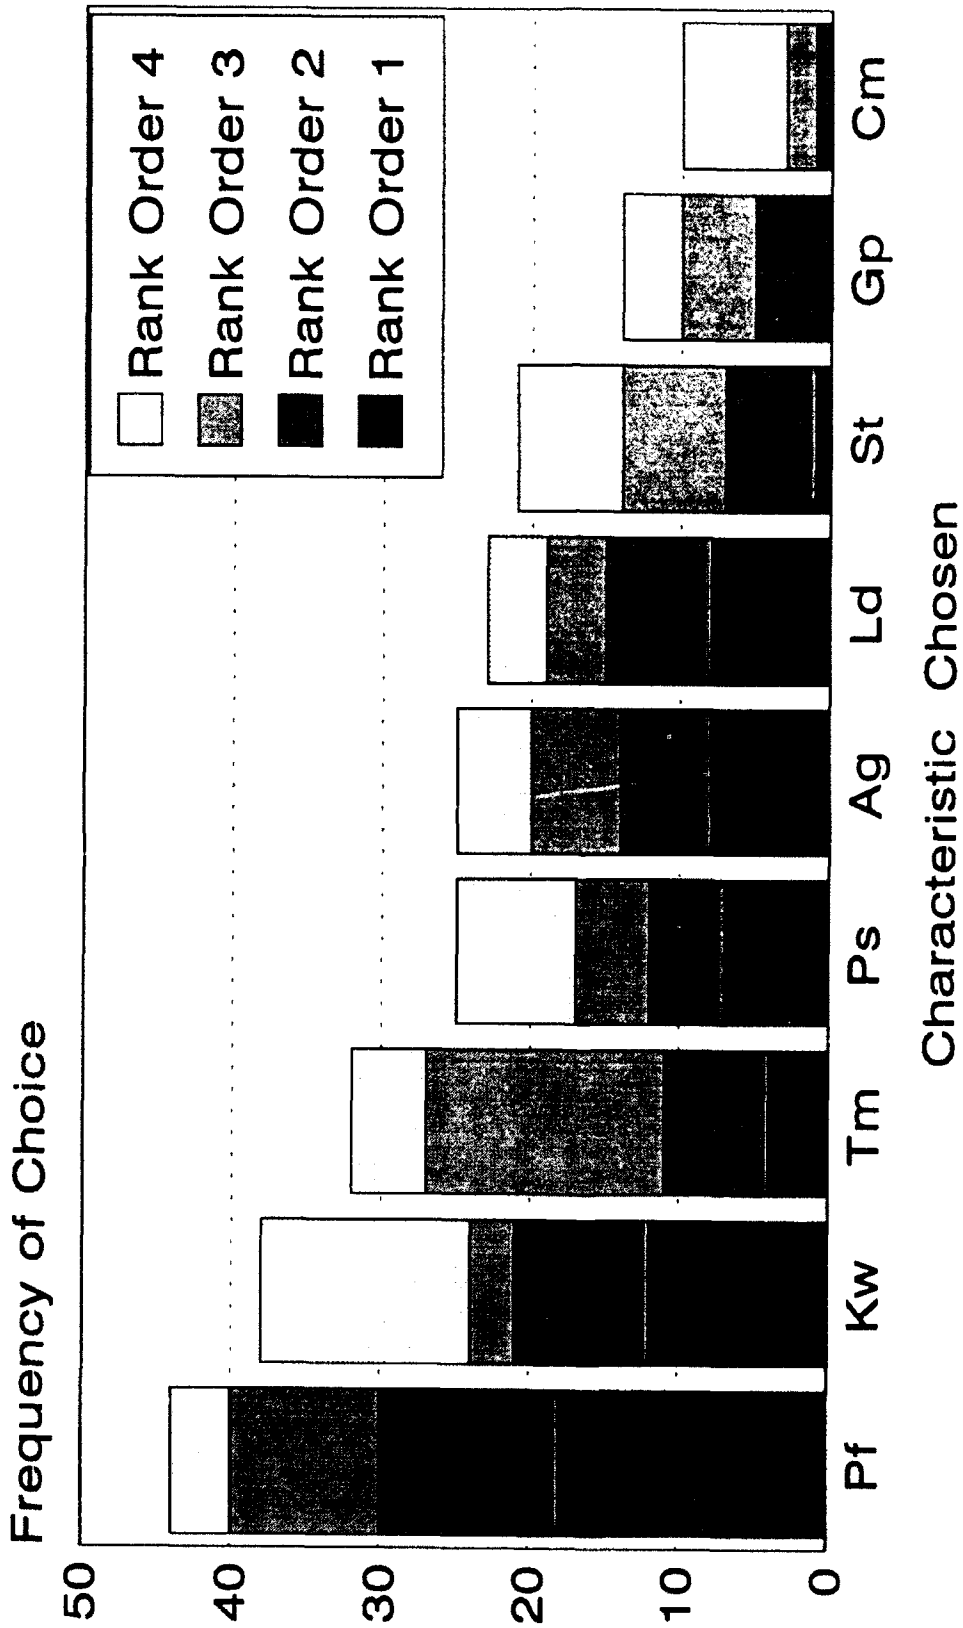 Frequency of Choice
50
40
30
20
10
0
Rank Order 4
Rank Order 3
Rank Order 2
Rank Order 1
Pf Kw Tm Ps Ag Ld St Gp Cm
Characteristic Chosen